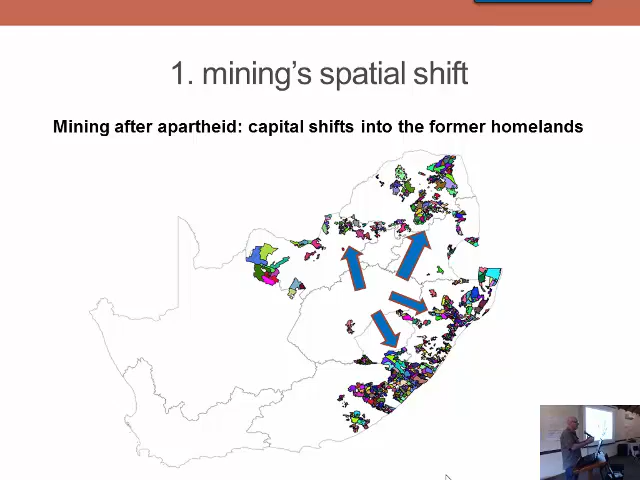 1. mining's spatial shift
Mining after apartheid: capital shifts into the former homelands